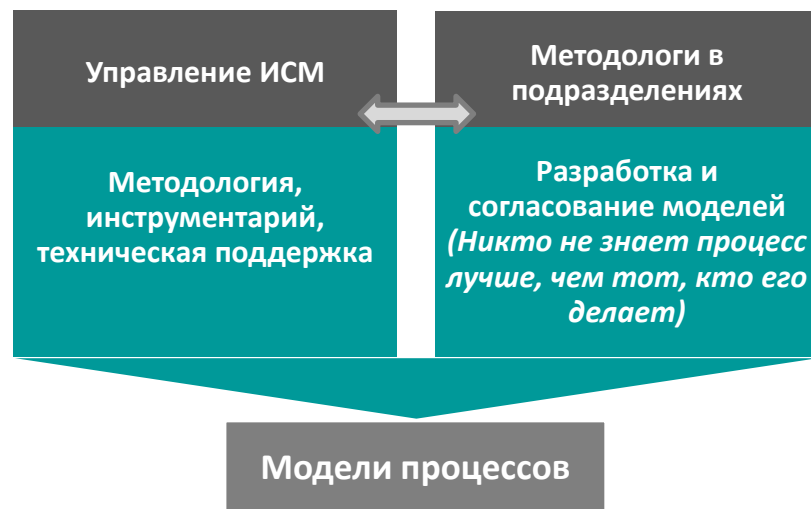 Управление ИСМ
Методологи в
подразделениях
Методология,
инструментарий,
техническая поддержка
Разработка и
согласование моделей
(Никто не знает процесс
лучше, чем тот, кто его
делает)
Модели процессов